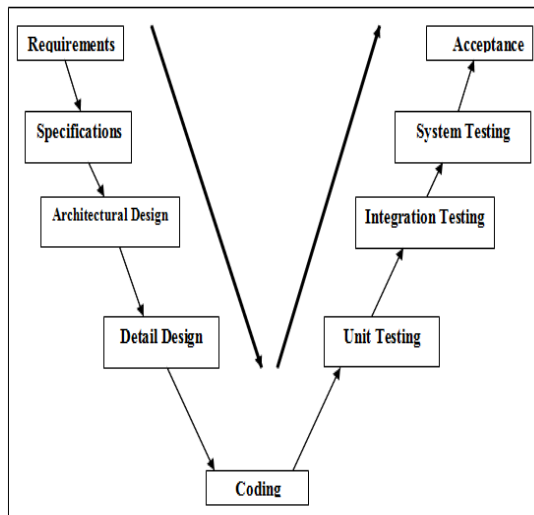 Requirements
Acceptance
Specifications
System Testing
Architectural Design
Integration Testing
Detail Design
Unit Testing
Coding